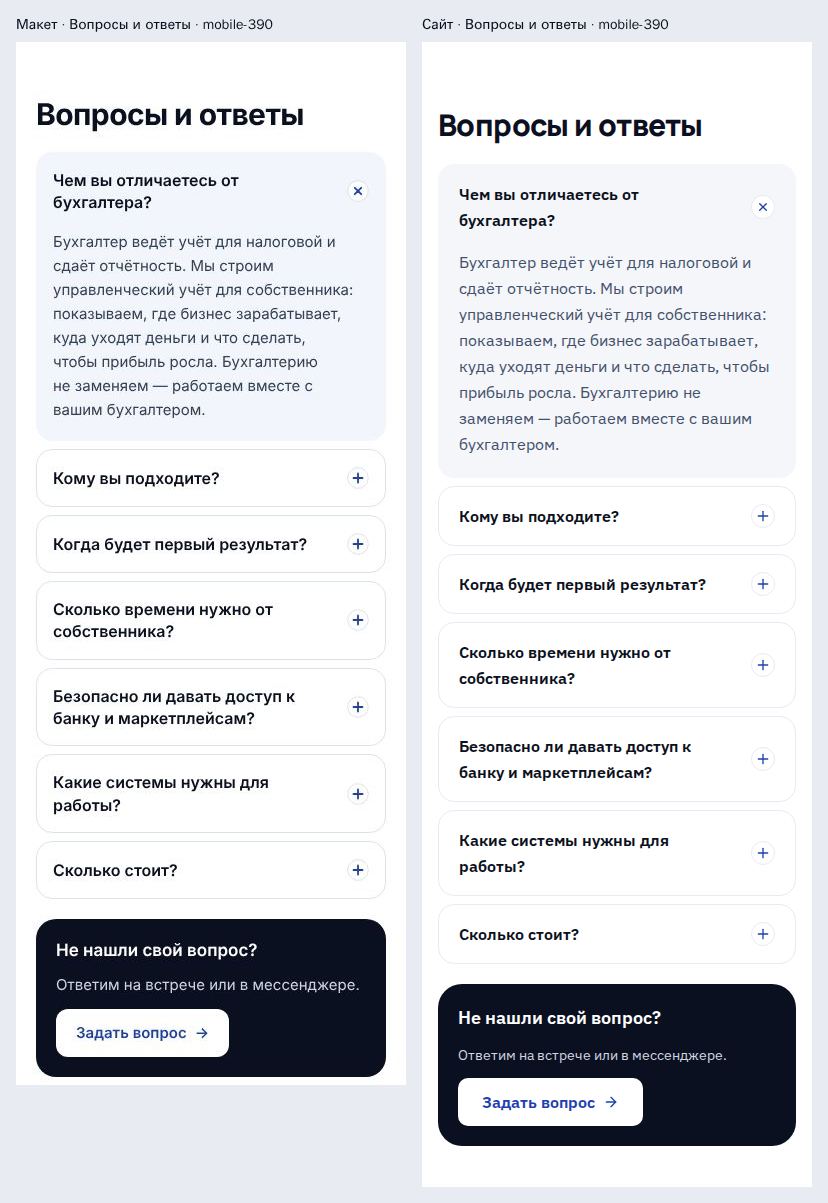 Макет · Вопросы и ответы · mobile-390
Вопросы и ответы
Чем вы отличаетесь от
бухгалтера?
Бухгалтер ведёт учёт для налоговой и
сдаёт отчётность. Мы строим
управленческий учёт для собственника:
показываем, где бизнес зарабатывает,
куда уходят деньги и что сделать,
чтобы прибыль росла. Бухгалтерию
не заменяем — работаем вместе с
вашим бухгалтером.
Кому вы подходите?
Когда будет первый результат?
Сколько времени нужно от
собственника?
Безопасно ли давать доступ к
банку и маркетплейсам?
Какие системы нужны для
работы?
Сколько стоит?
Не нашли свой вопрос?
Ответим на встрече или в мессенджере.
Задать вопрос →
Сайт · Вопросы и ответы · mobile-390
Вопросы и ответы
Чем вы отличаетесь от
бухгалтера?
Бухгалтер ведёт учёт для налоговой и
сдаёт отчётность. Мы строим
управленческий учёт для собственника:
показываем, где бизнес зарабатывает,
куда уходят деньги и что сделать, чтобы
прибыль росла. Бухгалтерию не
заменяем — работаем вместе с вашим
бухгалтером.
Кому вы подходите?
Когда будет первый результат?
Сколько времени нужно от
собственника?
Безопасно ли давать доступ к
банку и маркетплейсам?
Какие системы нужны для
работы?
Сколько стоит?
Не нашли свой вопрос?
Ответим на встрече или в мессенджере.
Задать вопрос →